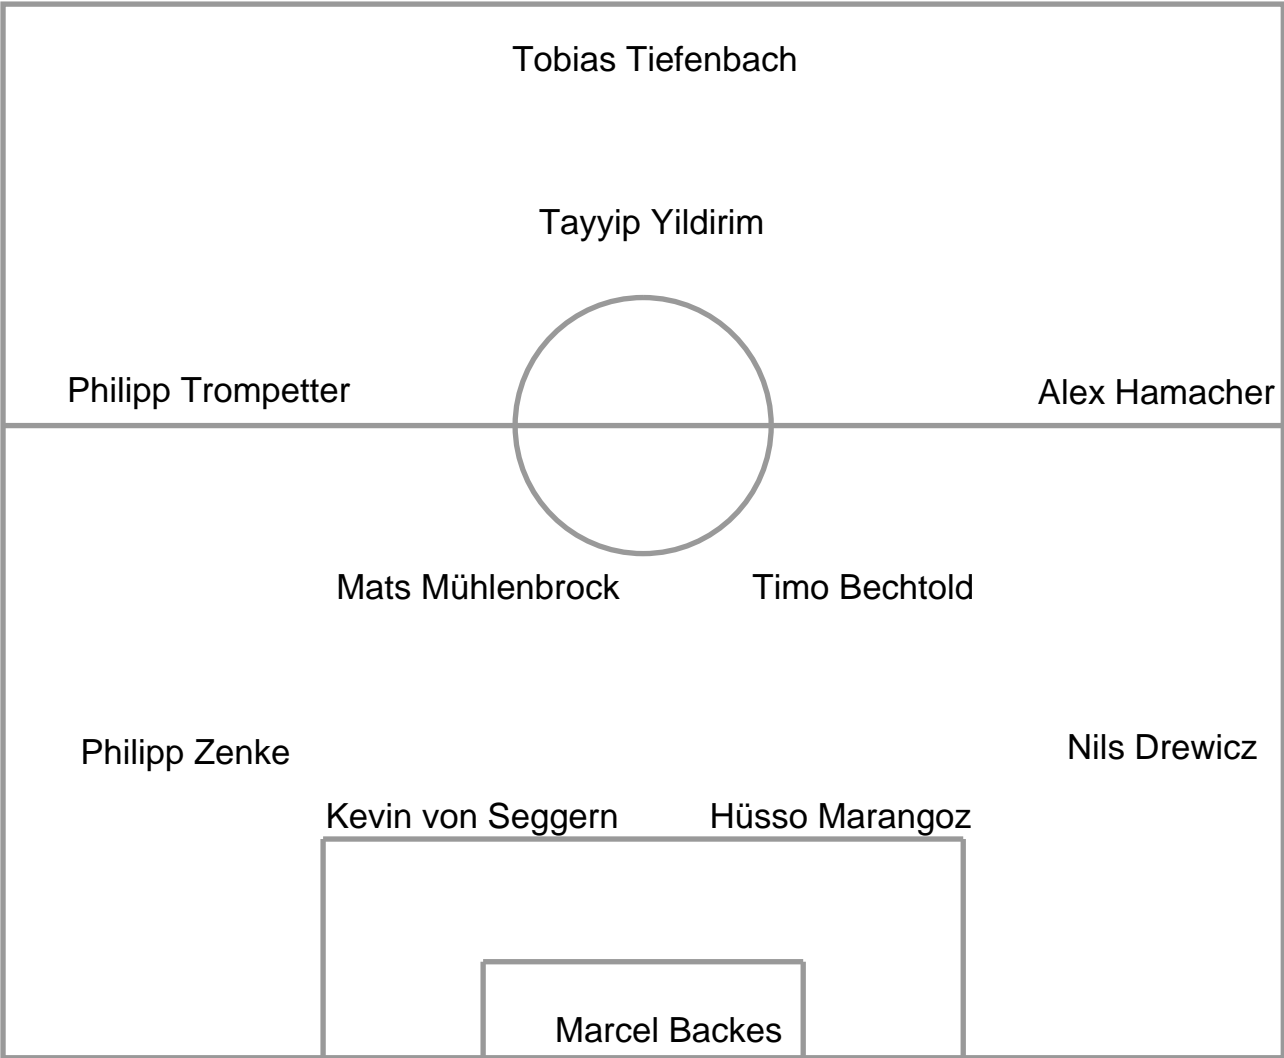 Tobias Tiefenbach
Tayyip Yildirim
Philipp Trompetter
Alex Hamacher
Mats Mühlenbrock
Timo Bechtold
Philipp Zenke
Nils Drewicz
Kevin von Seggern
Hüsso Marangoz
Marcel Backes